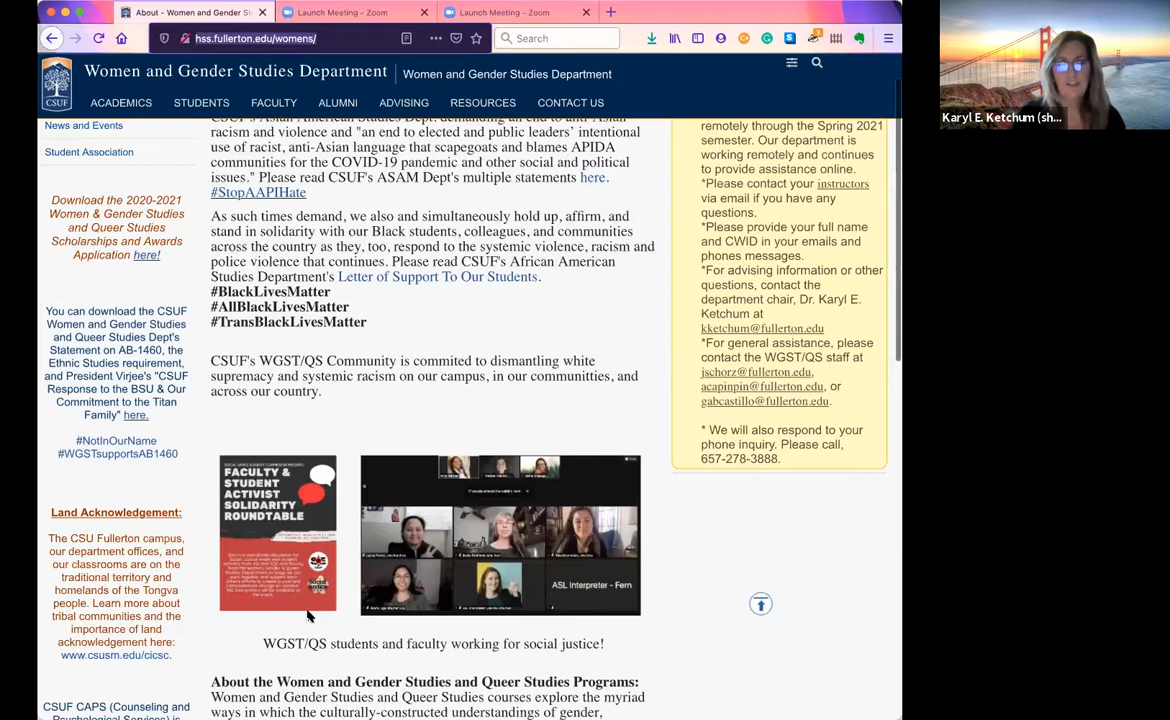 About - Women and Gender St
Launch Meeting - Zoom
Launch Meeting - Zoom
hss.fullerton.edu/womens/
Search
CSUF
Women and Gender Studies Department
Women and Gender Studies Department
ACADEMICS
STUDENTS
FACULTY
ALUMNI
ADVISING
RESOURCES
CONTACT US
News and Events
Student Association
Download the 2020-2021
Women & Gender Studies
and Queer Studies
Scholarships and Awards
Application here!
You can download the CSUF
Women and Gender Studies
and Queer Studies Dept's
Statement on AB-1460, the
Ethnic Studies requirement,
and President Virjee's "CSUF
Response to the BSU & Our
Commitment to the Titan
Family" here.
#NotInOurName
#WGSTsupportsAB1460
Land Acknowledgement:
The CSU Fullerton campus,
our department offices, and
our classrooms are on the
traditional territory and
homelands of the Tongva
people. Learn more about
tribal communities and the
importance of land
acknowledgement here:
www.csusm.edu/cicsc.
CSUF CAPS (Counseling and
Psychological Services) is
CSUF's Asian American Studies Dept. demanding an end to anti-Asian
racism and violence and "an end to elected and public leaders' intentional
use of racist, anti-Asian language that scapegoats and blames APIDA
communities for the COVID-19 pandemic and other social and political
issues." Please read CSUF's ASAM Dept's multiple statements here.
#StopAAPIHate
As such times demand, we also and simultaneously hold up, affirm, and
stand in solidarity with our Black students, colleagues, and communities
across the country as they, too, respond to the systemic violence, racism and
police violence that continues. Please read CSUF's African American
Studies Department's Letter of Support To Our Students.
#BlackLivesMatter
#AllBlackLivesMatter
#TransBlackLivesMatter
CSUF's WGST/QS Community is commited to dismantling white
supremacy and systemic racism on our campus, in our communitties, and
across our country.
FACULTY &
STUDENT
ACTIVIST
SOLIDARITY
ROUNDTABLE
ASL Interpreter - Fern
WGST/QS students and faculty working for social justice!
About the Women and Gender Studies and Queer Studies Programs:
Women and Gender Studies and Queer Studies courses explore the myriad
ways in which the culturally-constructed understandings of gender,
remotely through the Spring 2021
semester. Our department is
working remotely and continues
to provide assistance online.
*Please contact your instructors
via email if you have any
questions.
*Please provide your full name
and CWID in your emails and
phones messages.
*For advising information or other
questions, contact the
department chair, Dr. Karyl E.
Ketchum at
kketchum@fullerton.edu
*For general assistance, please
contact the WGST/QS staff at
jschorz@fullerton.edu,
acapinpin@fullerton.edu, or
gabcastillo@fullerton.edu.
* We will also respond to your
phone inquiry. Please call,
657-278-3888.
Karyl E. Ketchum (sh...